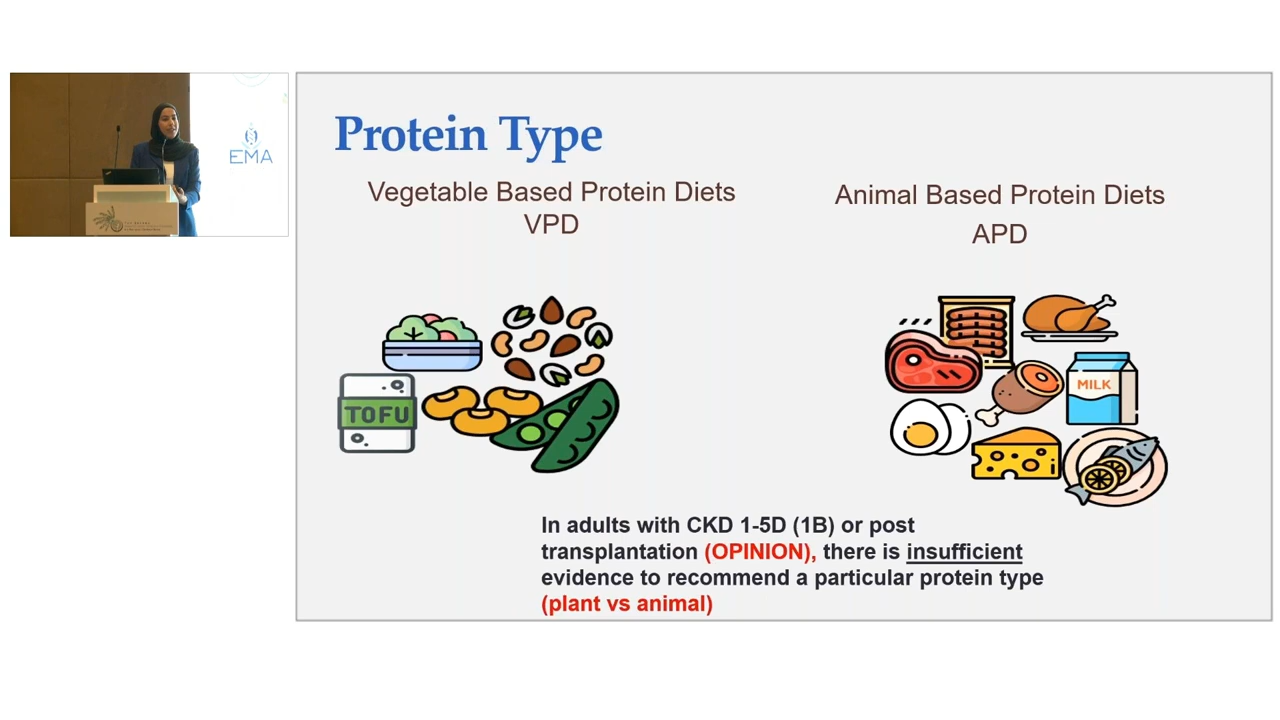 EMA
Protein Type
Vegetable Based Protein Diets
VPD
Animal Based Protein Diets
APD
TOFU
MILK
In adults with CKD 1-5D (1B) or post
transplantation (OPINION), there is insufficient
evidence to recommend a particular protein type
(plant vs animal)